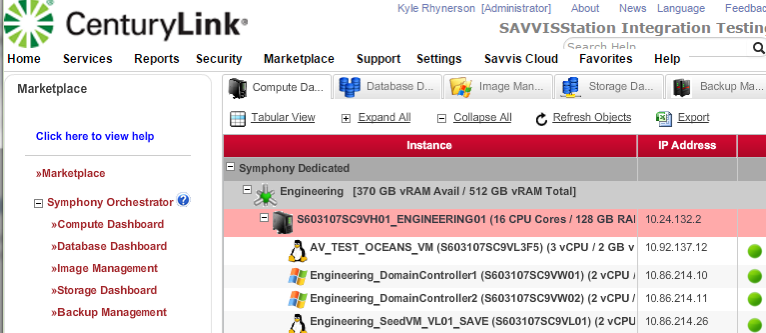 CenturyLink®
Kyle Rhynerson [Administrator] About News Language Feedbac
SAVVISStation Integration Testing
Search Help
Home Services Reports Security Marketplace Support Settings Savvis Cloud Favorites Help
Marketplace
Click here to view help
»Marketplace
Symphony Orchestrator
»Compute Dashboard
»Database Dashboard
»Image Management
»Storage Dashboard
»Backup Management
Compute Da... Database D... Image Man... Storage Da... Backup Ma...
Tabular View Expand All Collapse All Refresh Objects Export
Instance IP Address
Symphony Dedicated
Engineering [370 GB vRAM Avail / 512 GB vRAM Total]
S603107SC9VH01_ENGINEERING01 (16 CPU Cores / 128 GB RAI 10.24.132.2
AV_TEST_OCEANS_VM (S603107SC9VL3F5) (3 vCPU / 2 GB v 10.92.137.12
Engineering_DomainController1 (S603107SC9VW01) (2 vCPU / 10.86.214.10
Engineering_DomainController2 (S603107SC9VW02) (2 vCPU / 10.86.214.11
Engineering_SeedVM_VL01_SAVE (S603107SC9VL01) (2 vCPU 10.86.214.26